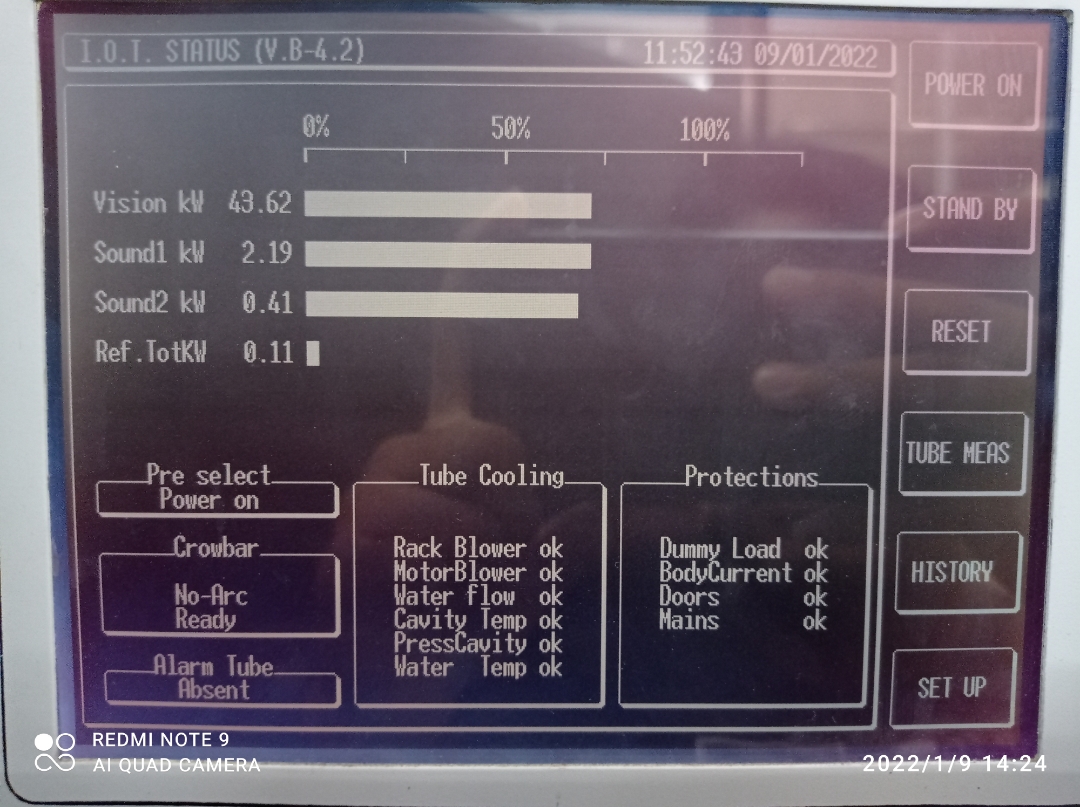 I.O.T. STATUS (V.B-4.2) 11:52:43 09/01/2022
0% 50% 100%
Vision kW 43.62
Sound1 kW 2.19
Sound2 kW 0.41
Ref.TotKW 0.11
Pre select
Power on
Crowbar
No-Arc
Ready
Alarm Tube
Absent
Tube Cooling
Rack Blower ok
MotorBlower ok
Water flow ok
Cavity Temp ok
PressCavity ok
Water Temp ok
Protections
Dummy Load ok
BodyCurrent ok
Doors ok
Mains ok
POWER ON
STAND BY
RESET
TUBE MEAS
HISTORY
SET UP
REDMI NOTE 9
AI QUAD CAMERA
2022/1/9 14:24